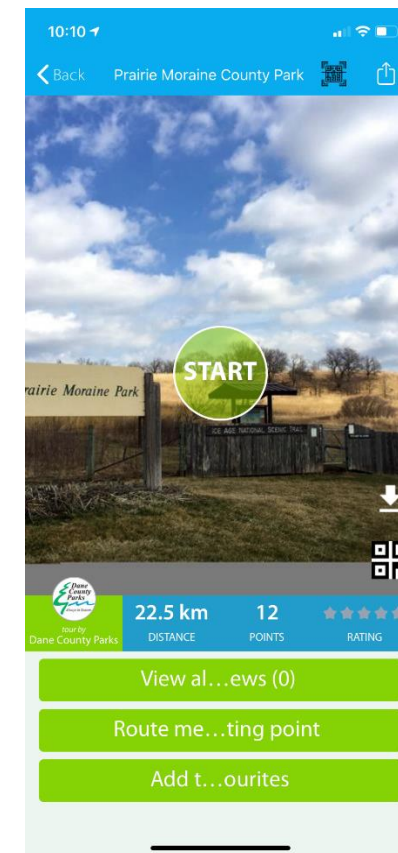 10:10
Back Prairie Moraine County Park
rairie Moraine Park
START
ICE AGE NATIONAL SCENIC TRAIL
Dane
County
Parks
tour by
Dane County Parks
22.5 km
DISTANCE
12
POINTS
RATING
View al…ews (0)
Route me…ting point
Add t…ourites